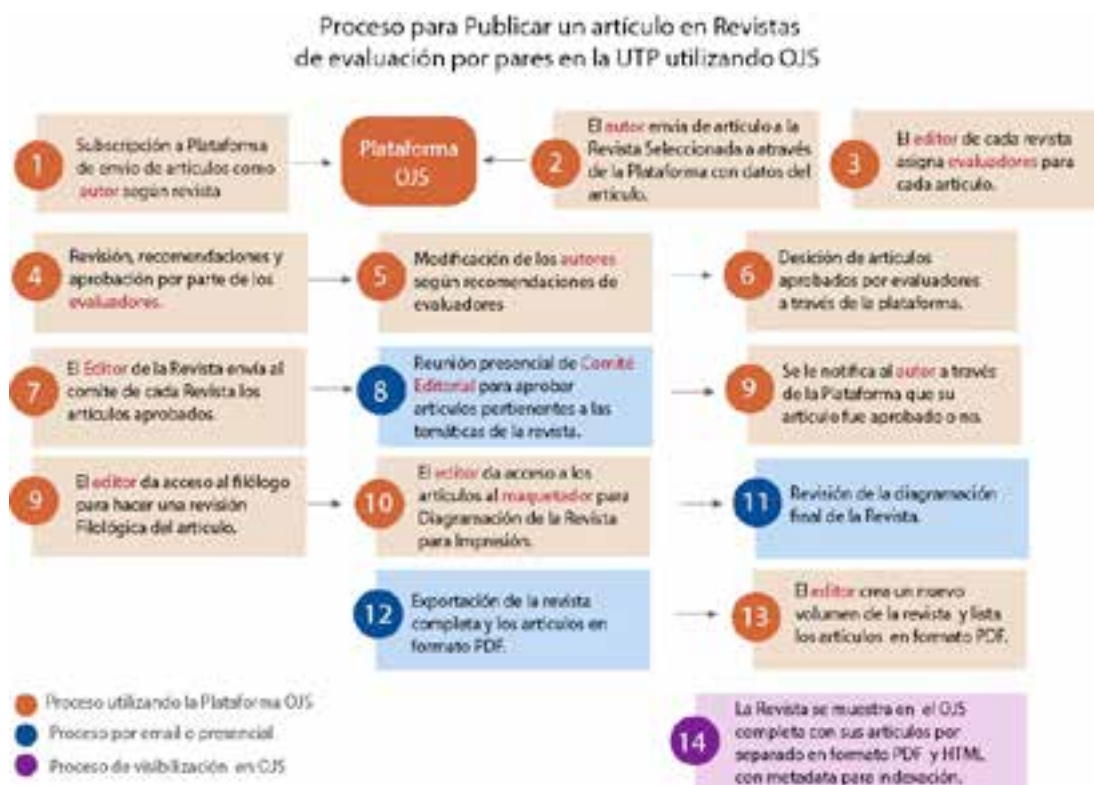 Proceso para Publicar un artículo en Revistas
de evaluación por pares en la UTP utilizando OJS
1
Subscripción a Plataforma
de envio de artículos como
autor según revista
Plataforma
OJS
2
El autor envia de artículo a la
Revista Seleccionada a através
de la Plataforma con datos del
artículo.
3
El editor de cada revista
asigna evaluadores para
cada artículo.
4
Revisión, recomendaciones y
aprobación por parte de los
evaluadores.
5
Modificación de los autores
según recomendaciones de
evaluadores
6
Desición de artículos
aprobados por evaluadores
a través de la plataforma.
7
El Editor de la Revista envía al
comite de cada Revista los
artículos aprobados.
8
Reunión presencial de Comité
Editorial para aprobar
artículos pertinentes a las
temáticas de la revista.
9
Se le notifica al autor a través
de la Plataforma que su
artículo fue aprobado o no.
9
El editor da acceso al filólogo
para hacer una revisión
Filológica del artículo.
10
El editor da acceso a los
artículos al maquetador para
Diagramación de la Revista
para Impresión.
11
Revisión de la diagramación
final de la Revista.
12
Exportación de la revista
completa y los artículos en
formato PDF.
13
El editor crea un nuevo
volumen de la revista y lista
los artículos en formato PDF.
Proceso utilizando la Plataforma OJS
Proceso por email o presencial
Proceso de visibilización en OJS
14
La Revista se muestra en el OJS
completa con sus artículos por
separado en formato PDF y HTML
con metadata para indexación.